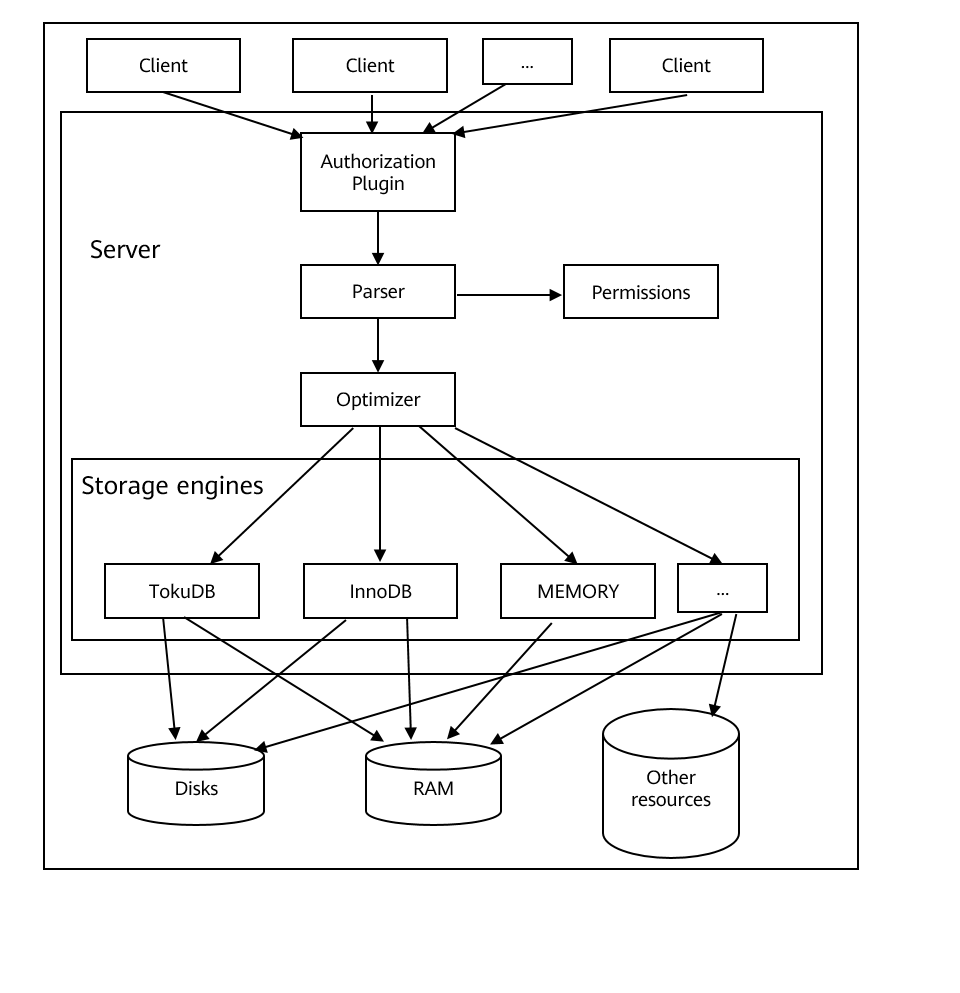 Client
Client
...
Client
Authorization
Plugin
Server
Parser
Permissions
Optimizer
Storage engines
TokuDB
InnoDB
MEMORY
...
Disks
RAM
Other
resources